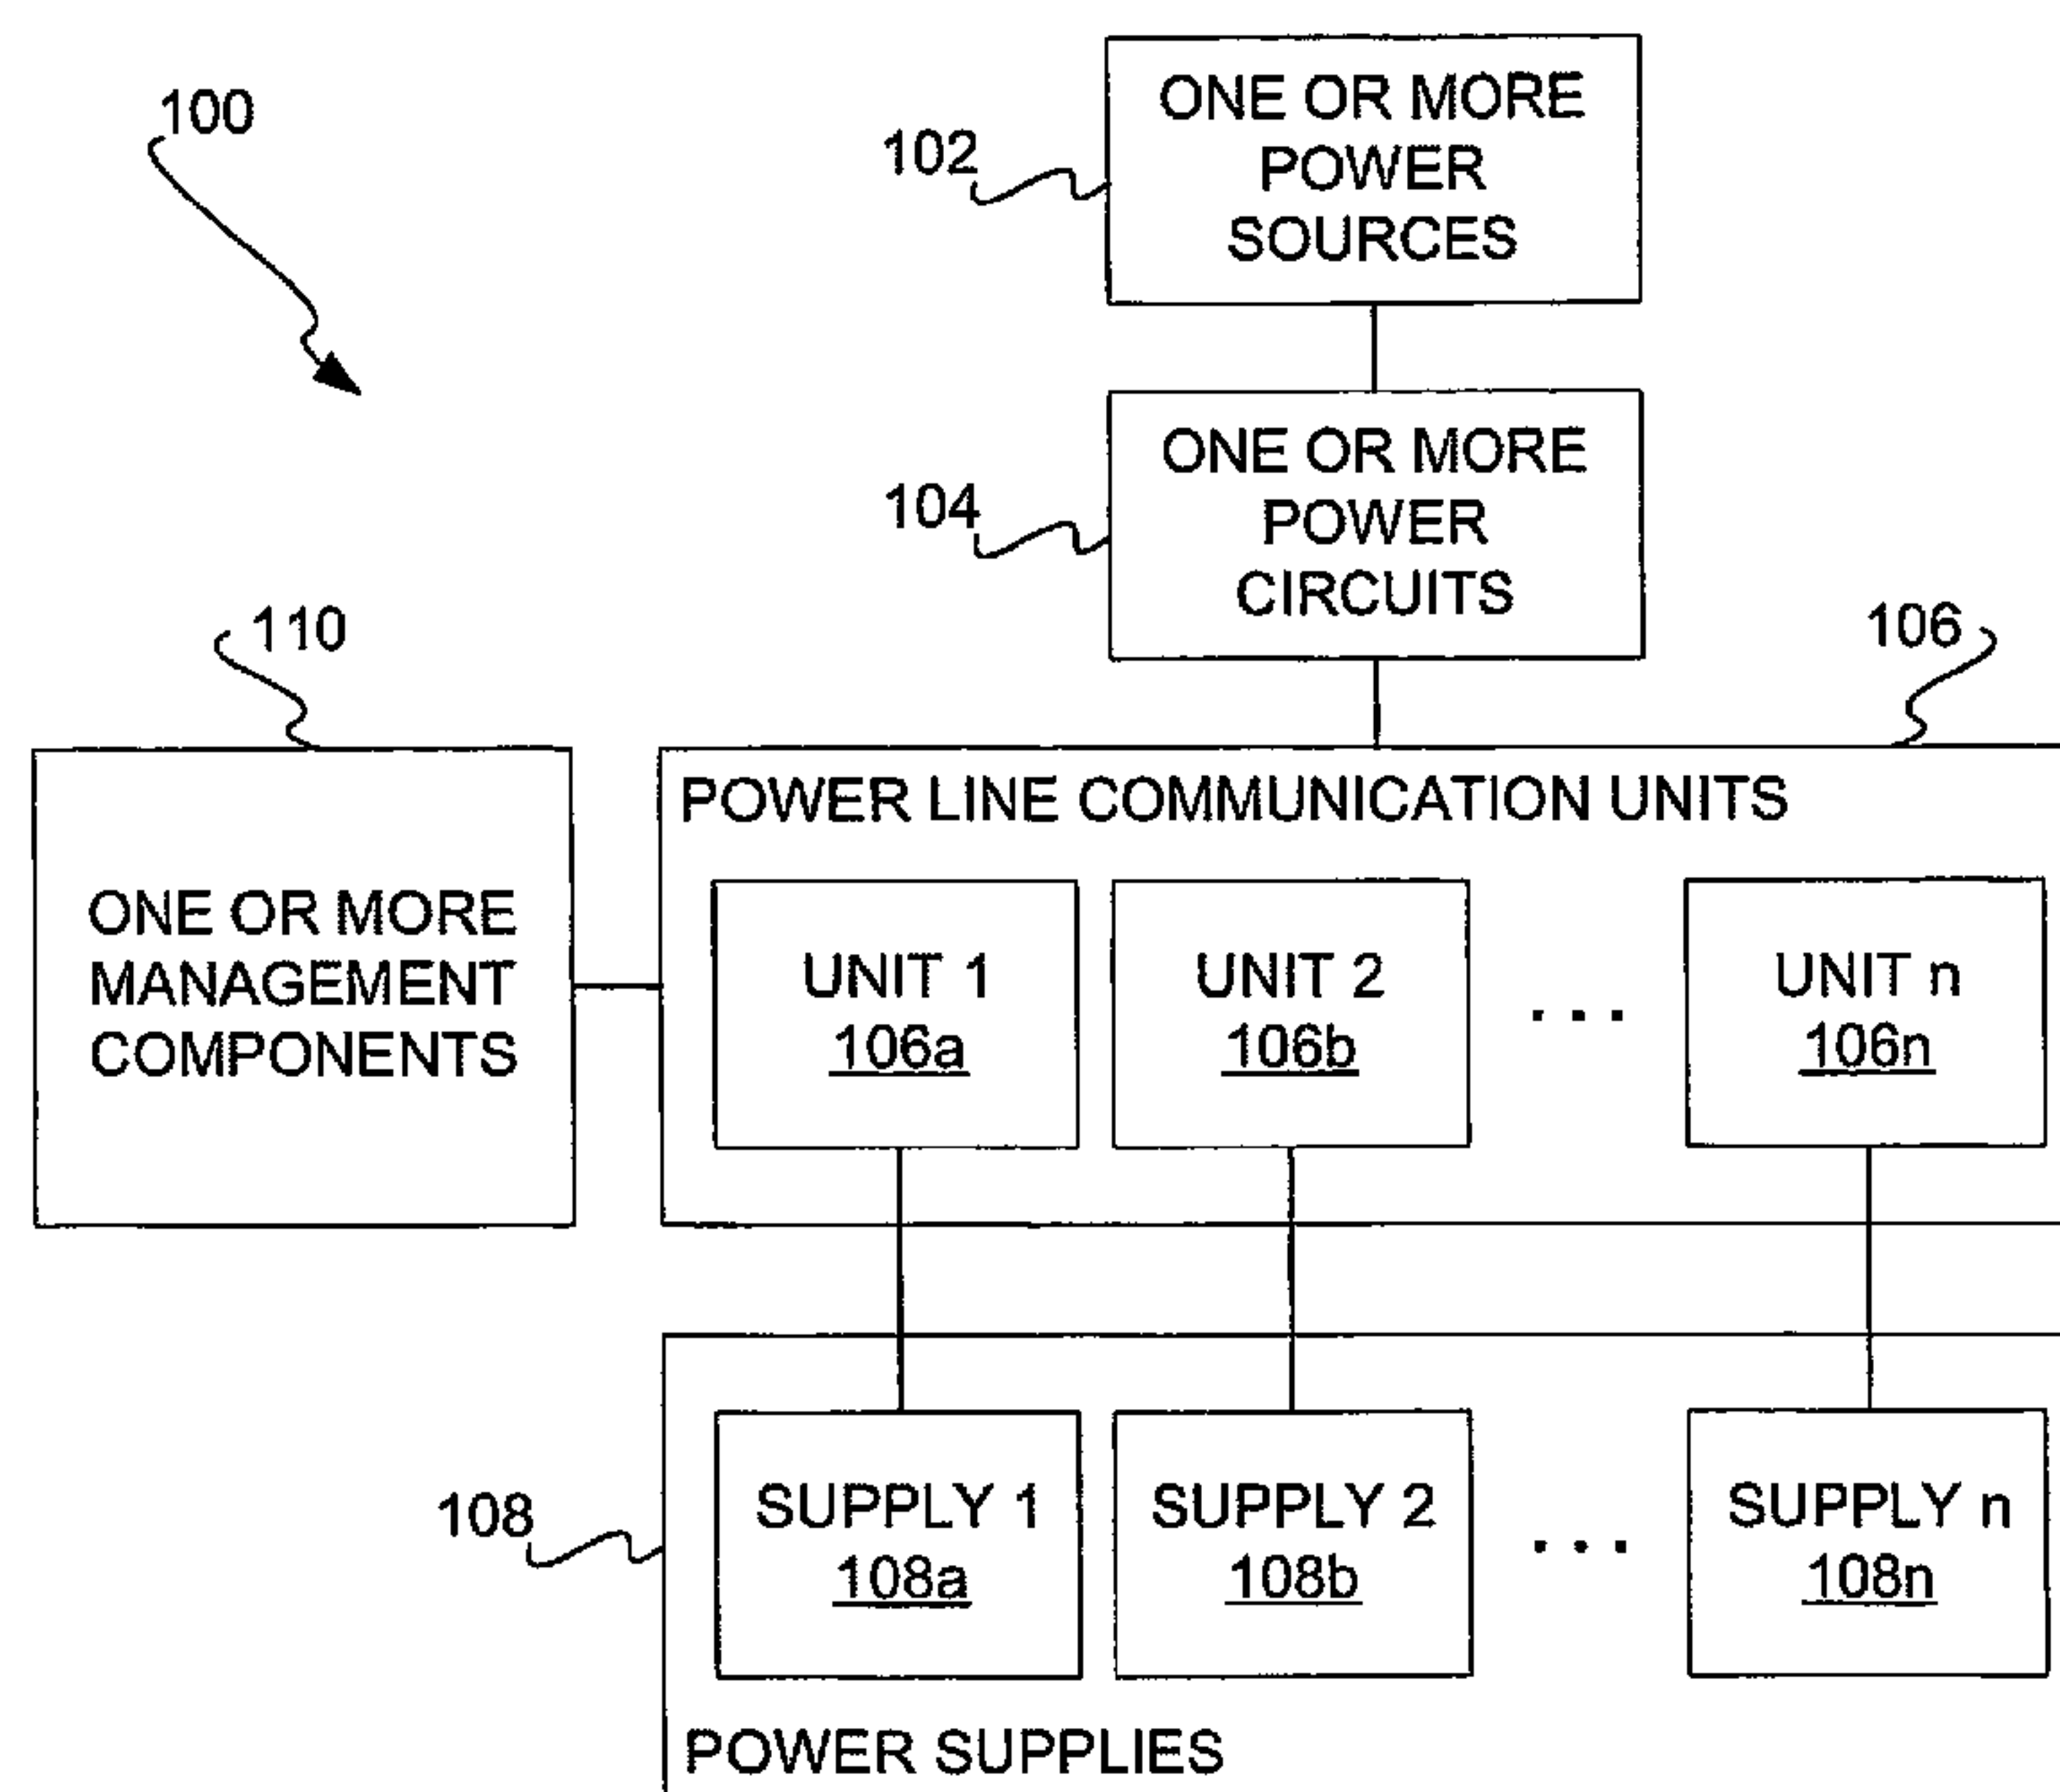 100
ONE OR MORE
POWER
SOURCES
102
ONE OR MORE
POWER
CIRCUITS
104
110
106
ONE OR MORE
MANAGEMENT
COMPONENTS
POWER LINE COMMUNICATION UNITS
UNIT 1
106a
UNIT 2
106b
...
UNIT n
106n
108
SUPPLY 1
108a
SUPPLY 2
108b
...
SUPPLY n
108n
POWER SUPPLIES